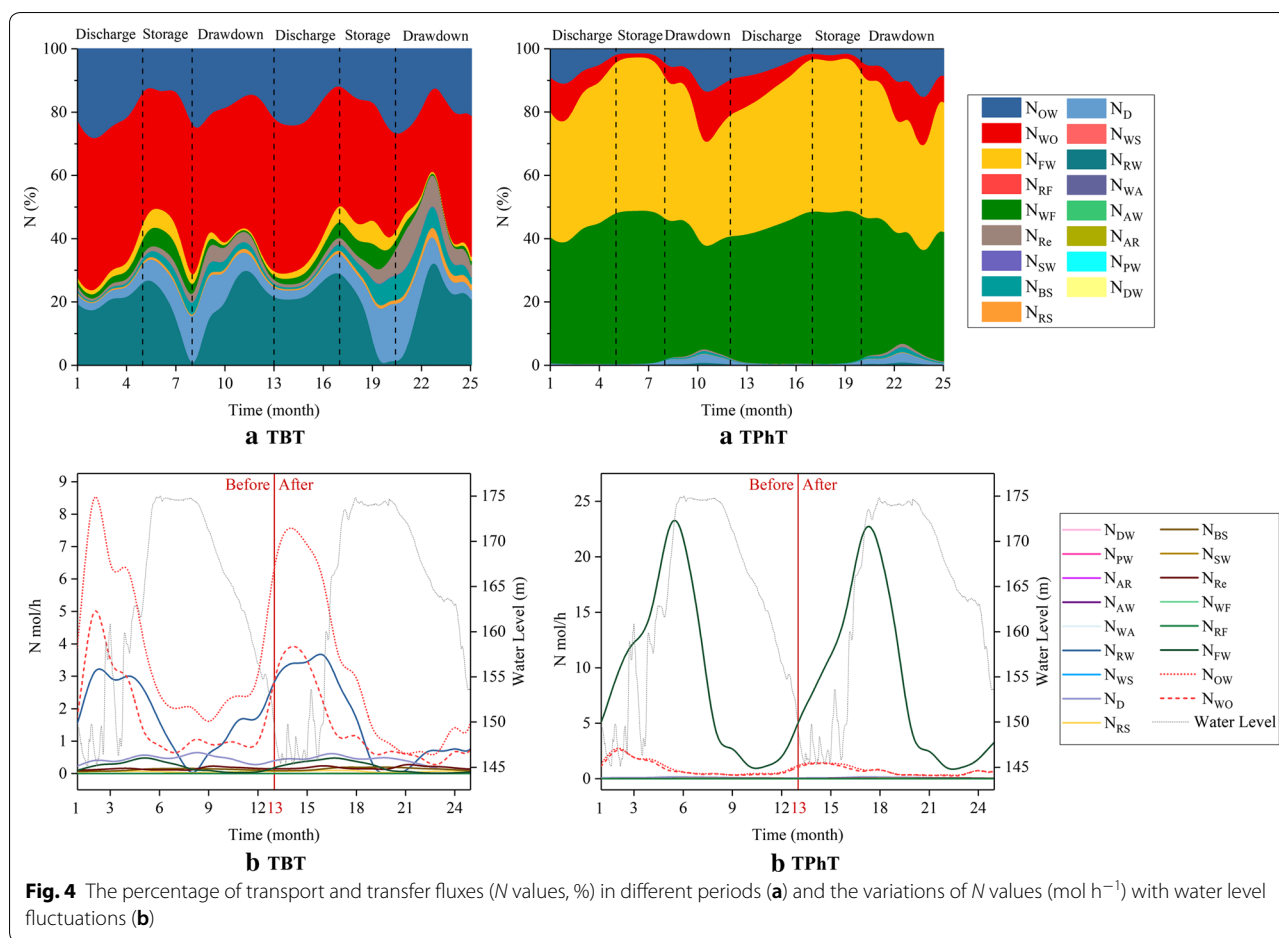 Discharge Storage Drawdown Discharge Storage Drawdown
100
80
60
40
20
0
N (%)
1 4 7 10 13 16 19 22 25
Time (month)
a TBT
Discharge Storage Drawdown Discharge Storage Drawdown
100
80
60
40
20
0
1 4 7 10 13 16 19 22 25
Time (month)
a TPhT
N_OW N_D
N_WO N_WS
N_FW N_RW
N_RF N_WA
N_WF N_AW
N_Re N_AR
N_SW N_PW
N_BS N_DW
N_RS
Before After
9
8
7
6
5
4
3
2
1
0
N mol/h
175
170
165
160
155
150
145
Water Level (m)
1 3 6 9 12 13 15 18 21 24
Time (month)
b TBT
Before After
25
20
15
10
5
0
N mol/h
175
170
165
160
155
150
145
Water Level (m)
1 3 6 9 12 13 15 18 21 24
Time (month)
b TPhT
N_DW N_BS
N_PW N_SW
N_AR N_Re
N_AW N_WF
N_WA N_RF
N_RW N_FW
N_WS N_OW
N_D N_WO
N_RS Water Level
Fig. 4 The percentage of transport and transfer fluxes (N values, %) in different periods (a) and the variations of N values (mol h⁻¹) with water level
fluctuations (b)